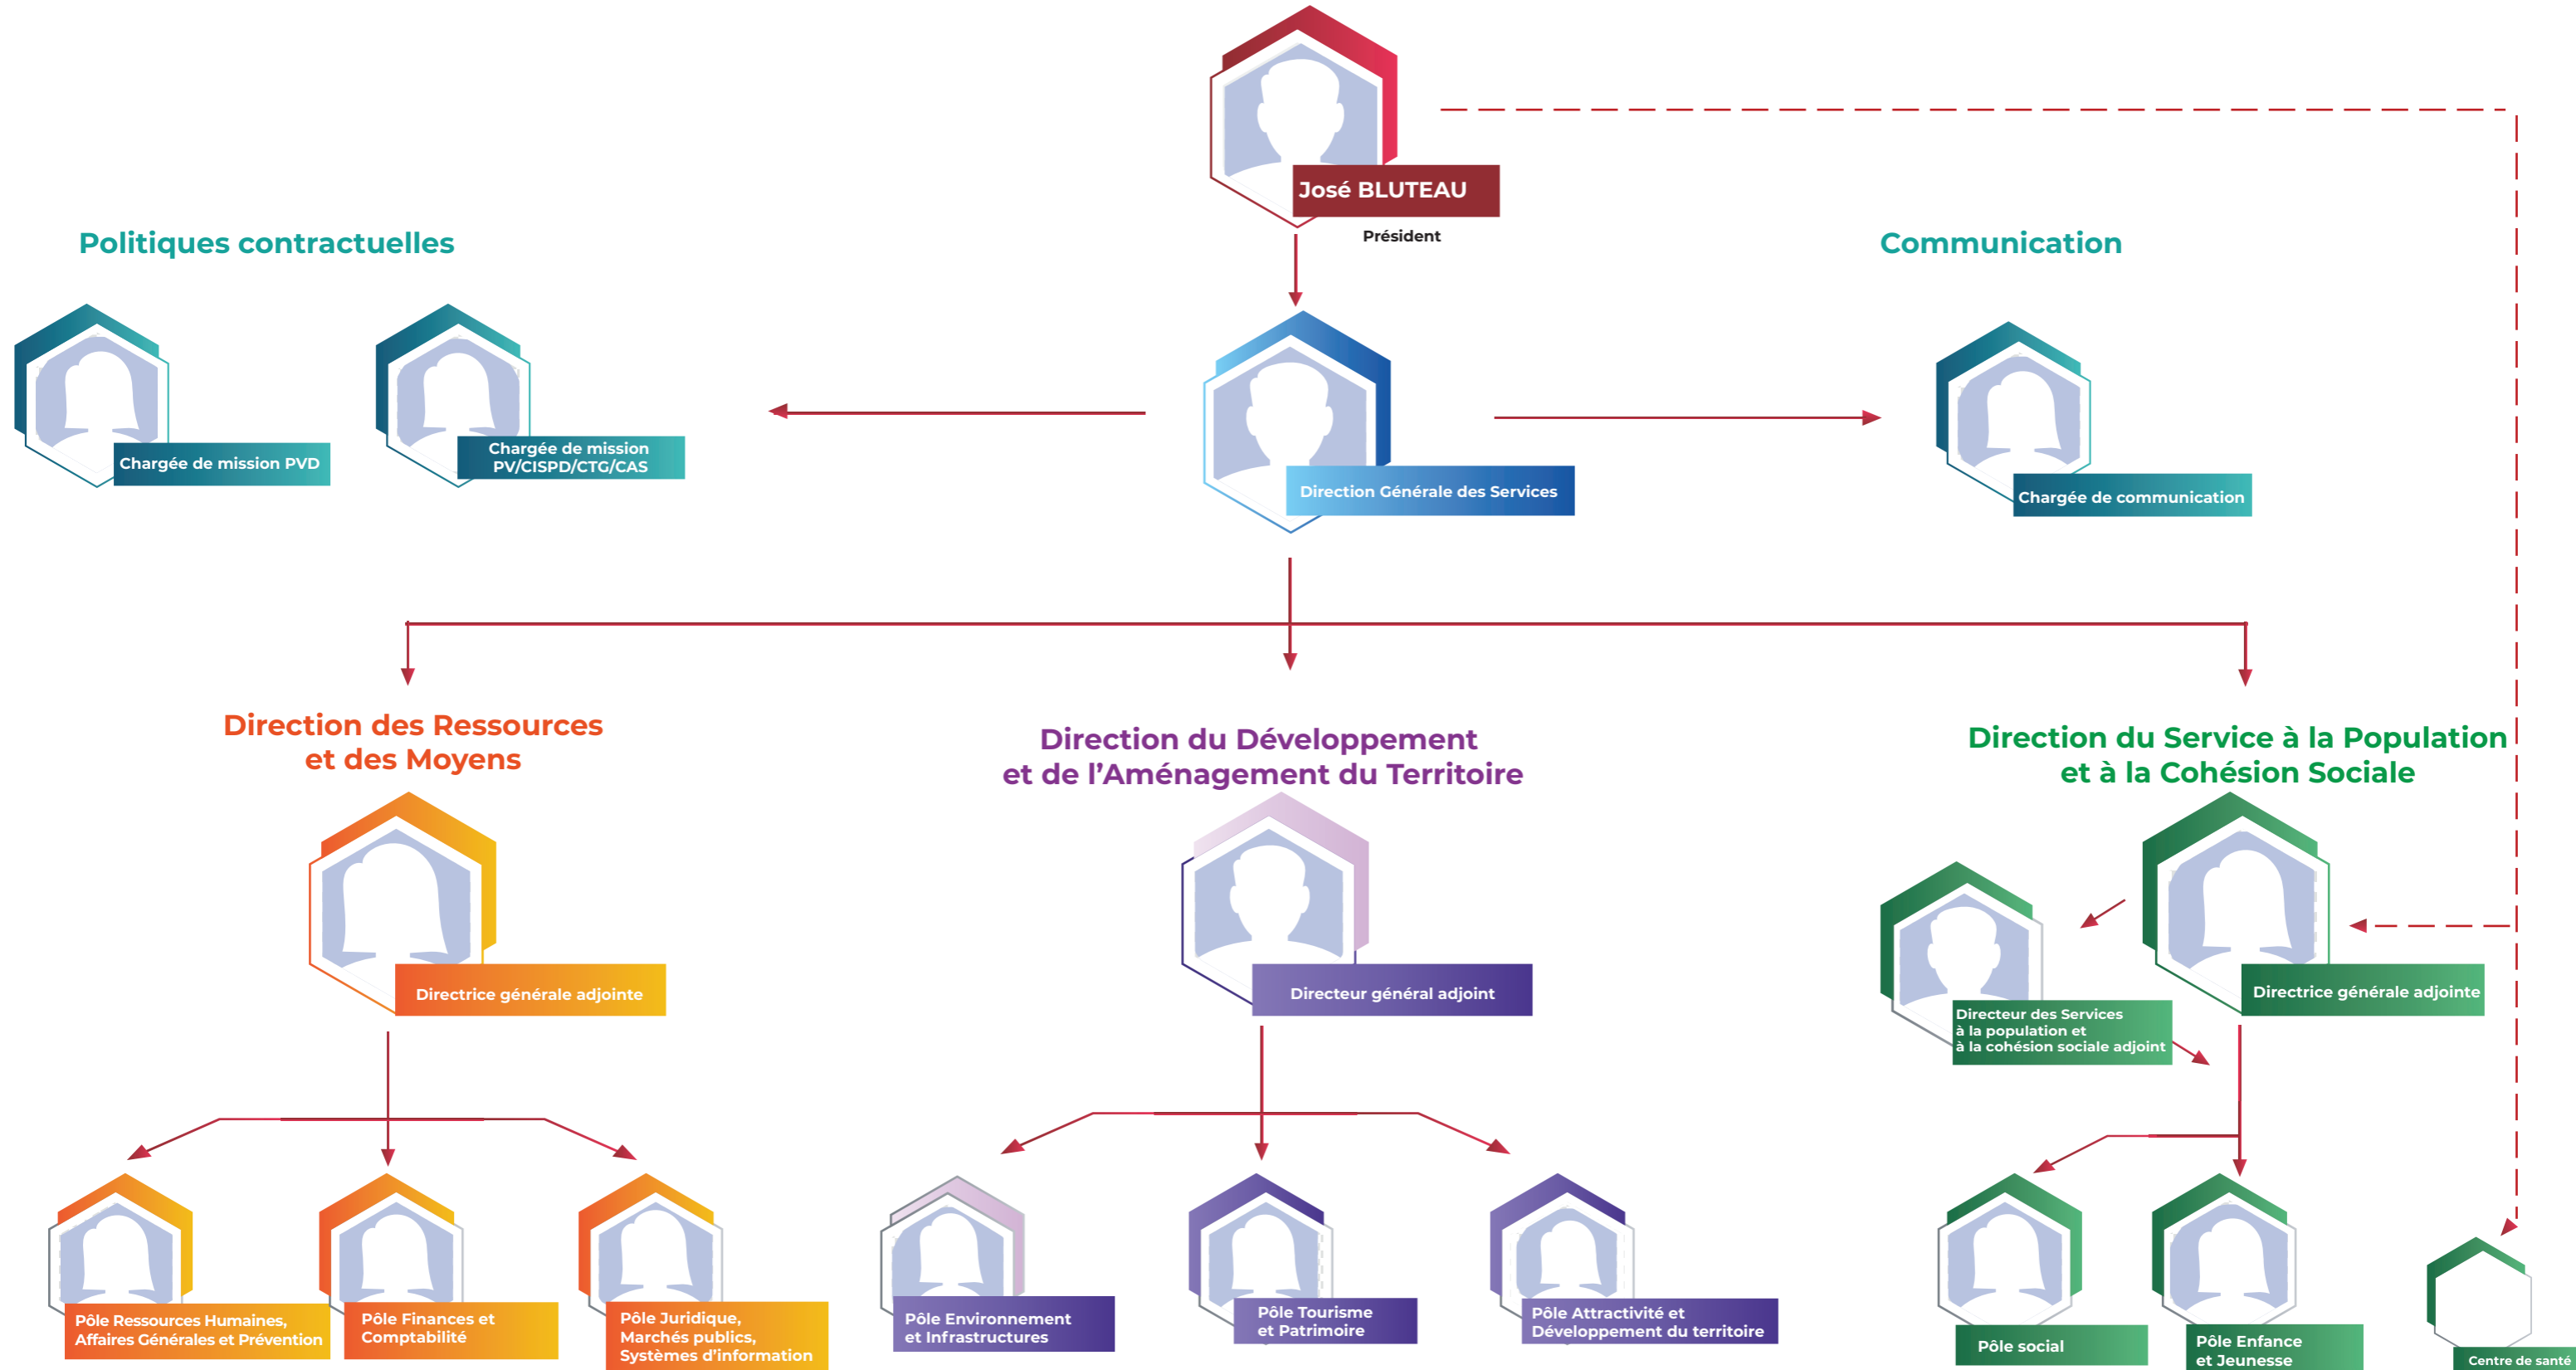 José BLUTEAU
Président
Politiques contractuelles
Communication
Chargée de mission PVD
Chargée de mission
PV/CISPD/CTG/CAS
Direction Générale des Services
Chargée de communication
Direction des Ressources
et des Moyens
Direction du Développement
et de l’Aménagement du Territoire
Direction du Service à la Population
et à la Cohésion Sociale
Directrice générale adjointe
Directeur général adjoint
Directrice générale adjointe
Directeur des Services
à la population et
à la cohésion sociale adjoint
Pôle Ressources Humaines,
Affaires Générales et Prévention
Pôle Finances et
Comptabilité
Pôle Juridique,
Marchés publics,
Systèmes d’information
Pôle Environnement
et Infrastructures
Pôle Tourisme
et Patrimoine
Pôle Attractivité et
Développement du territoire
Pôle social
Pôle Enfance
et Jeunesse
Centre de santé